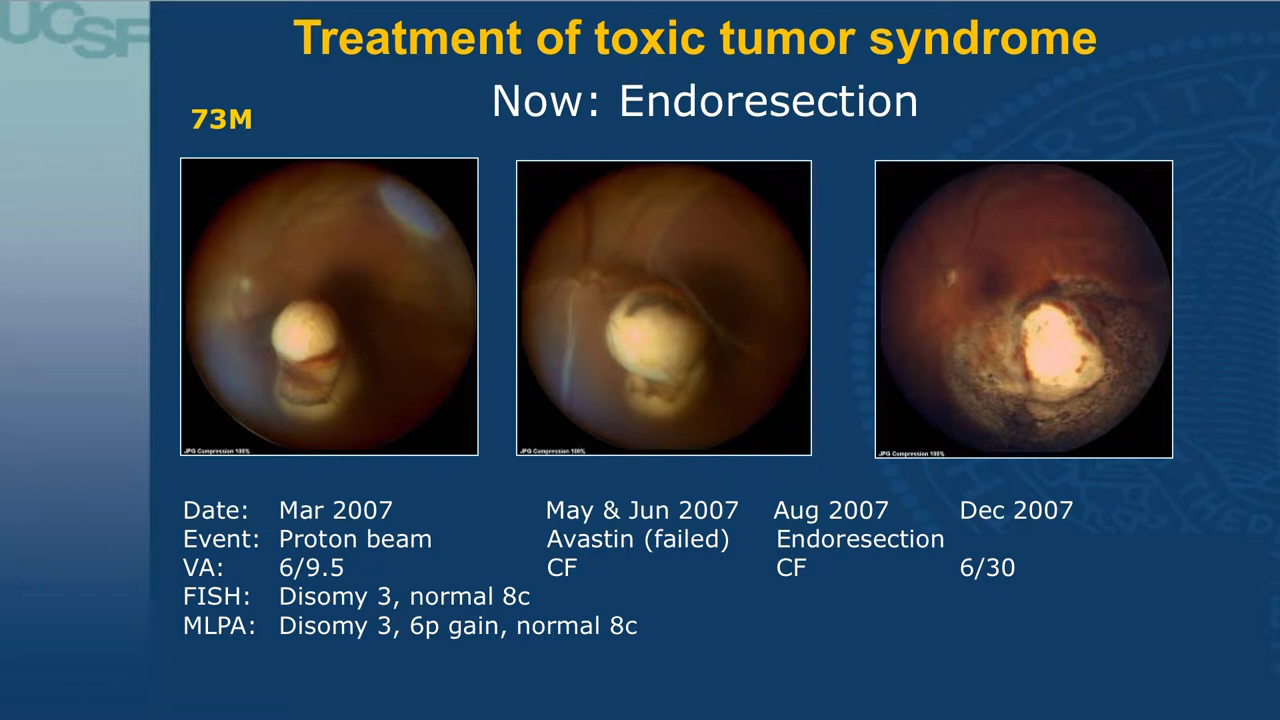 UCSF
Treatment of toxic tumor syndrome
Now: Endoresection
73M
JPG Compression 100%
JPG Compression 100%
JPG Compression 100%
Date: Mar 2007 May & Jun 2007 Aug 2007 Dec 2007
Event: Proton beam Avastin (failed) Endoresection
VA: 6/9.5 CF CF 6/30
FISH: Disomy 3, normal 8c
MLPA: Disomy 3, 6p gain, normal 8c